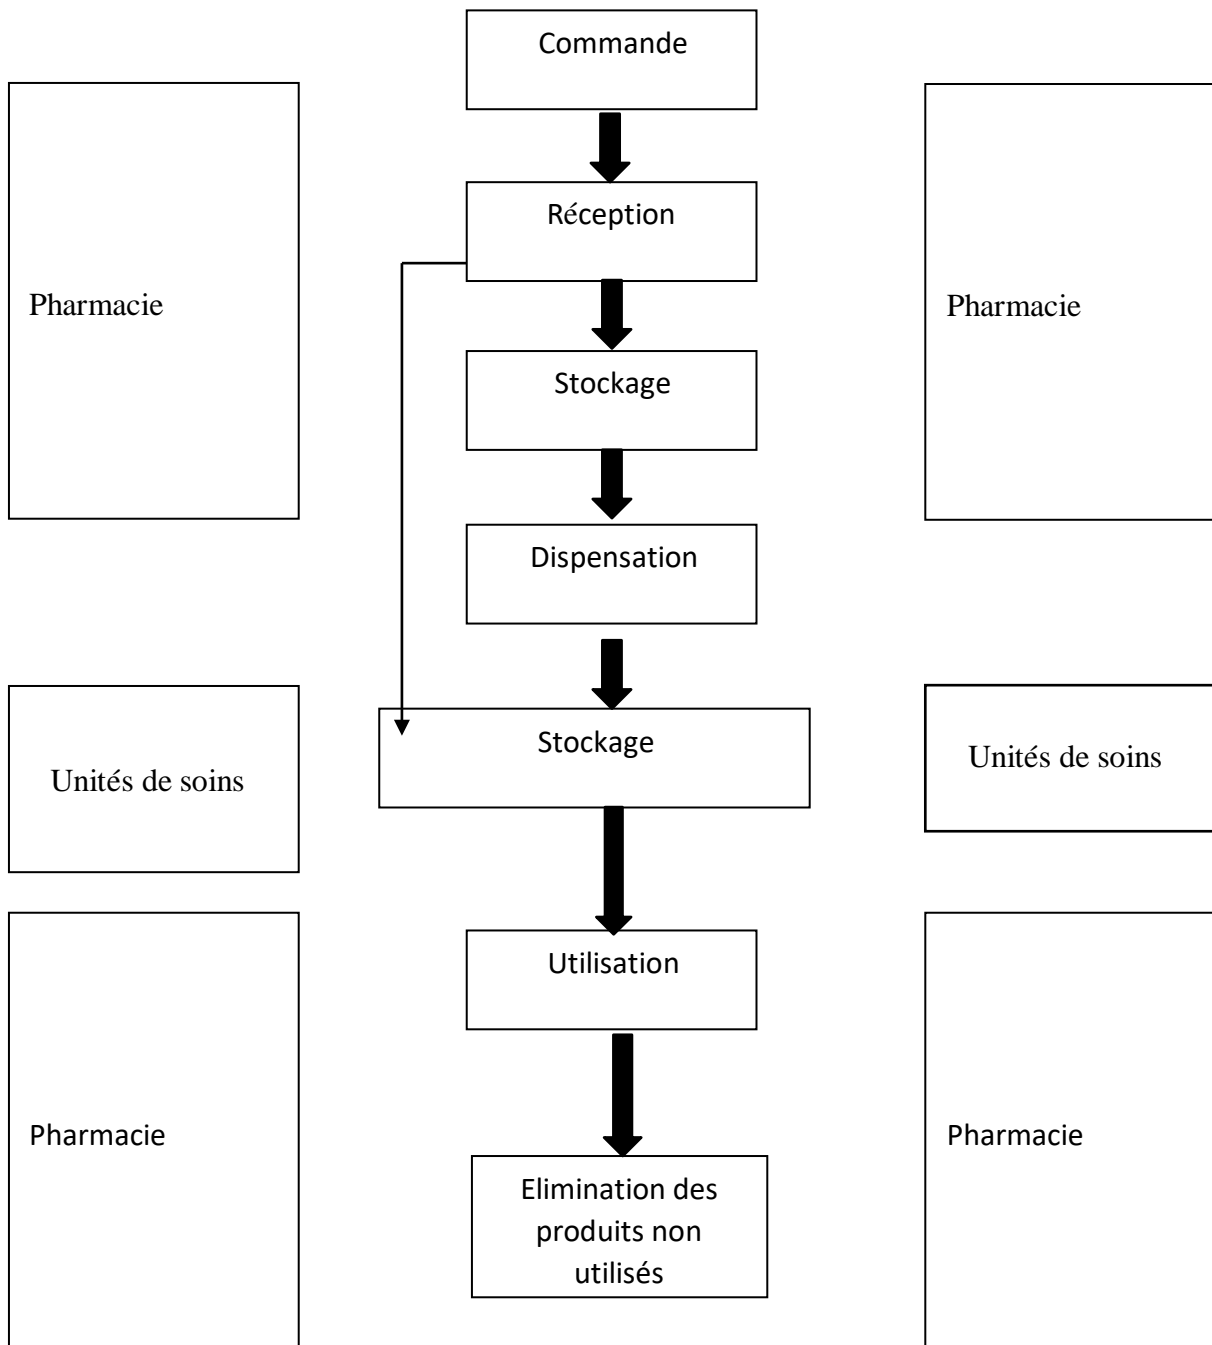 Commande
Réception
Pharmacie
Pharmacie
Stockage
Dispensation
Stockage
Unités de soins
Unités de soins
Utilisation
Pharmacie
Pharmacie
Elimination des
produits non
utilisés